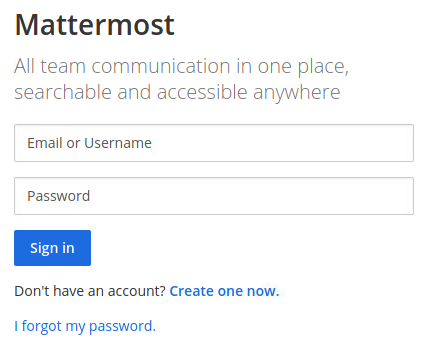 Mattermost
All team communication in one place,
searchable and accessible anywhere
Email or Username
Password
Sign in
Don't have an account? Create one now.
I forgot my password.